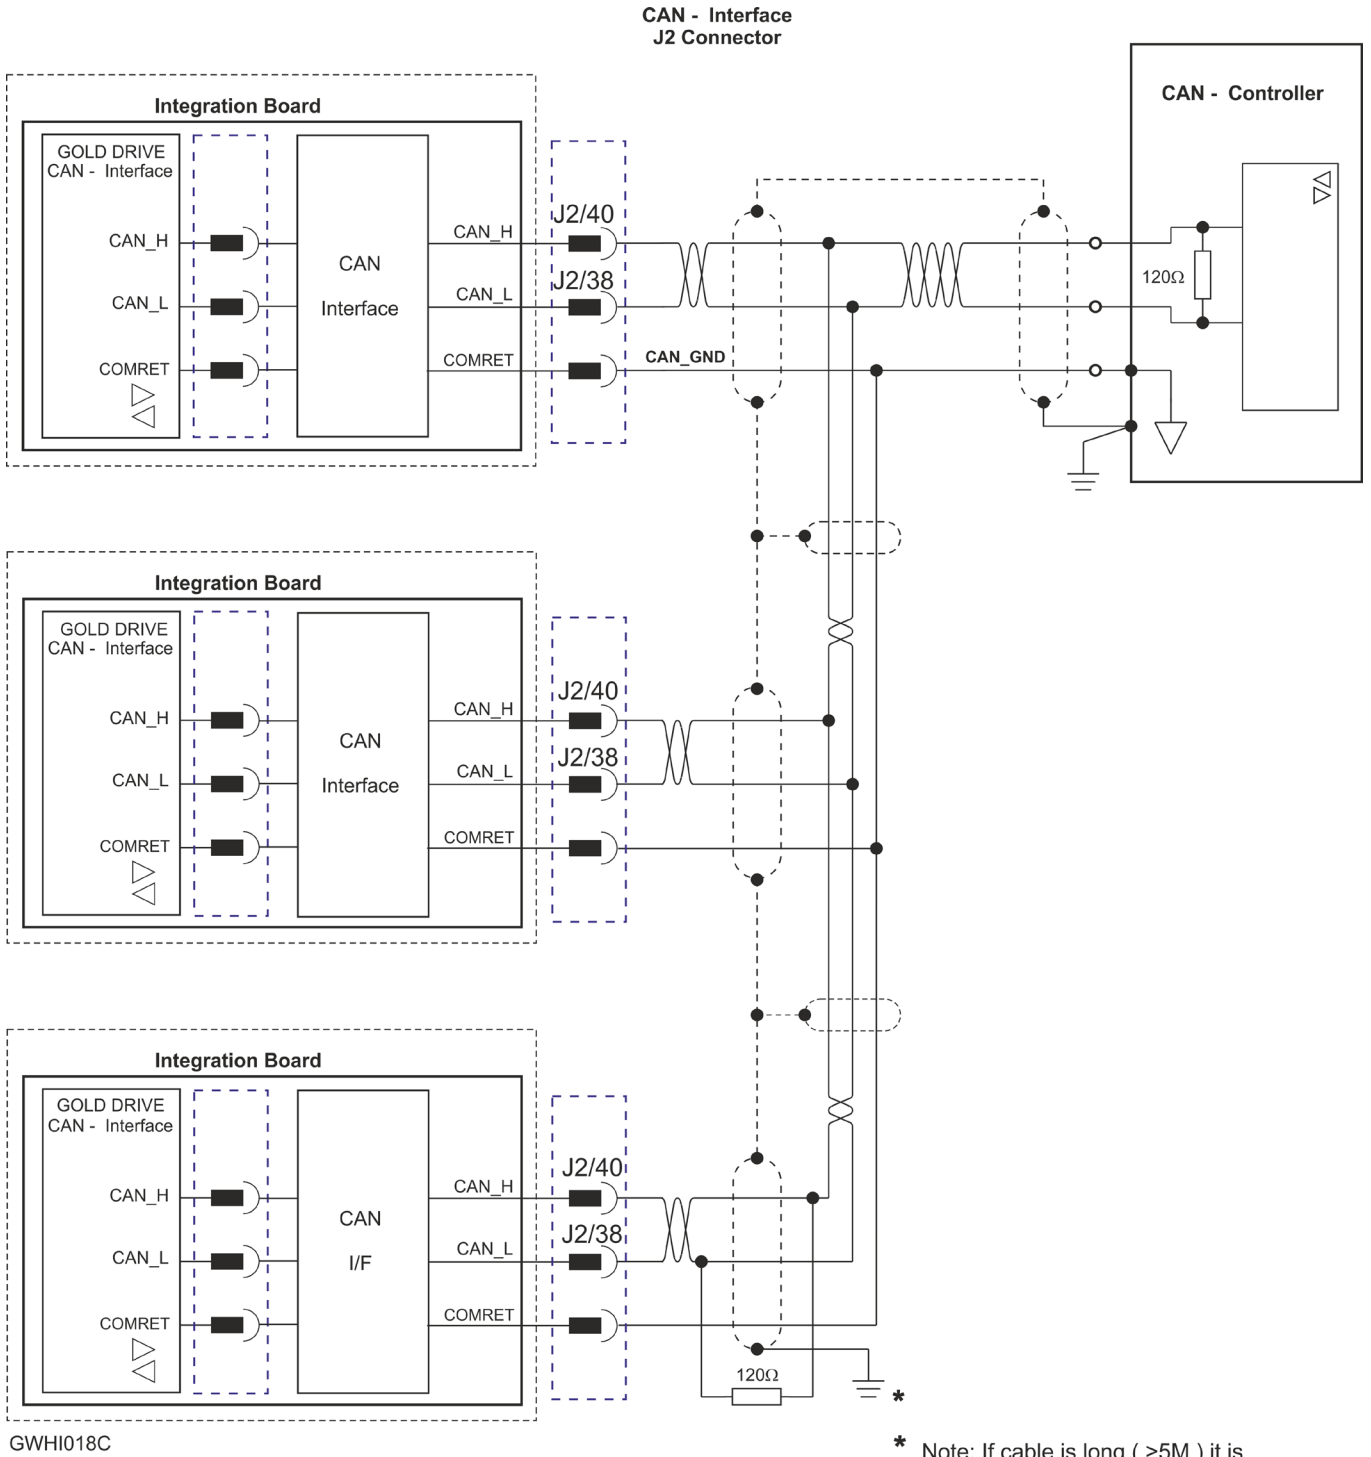 CAN - Interface
J2 Connector
CAN - Controller
120Ω
Integration Board
GOLD DRIVE
CAN - Interface
CAN_H
CAN_L
COMRET
CAN
Interface
CAN_H
CAN_L
COMRET
J2/40
J2/38
CAN_GND
Integration Board
GOLD DRIVE
CAN - Interface
CAN_H
CAN_L
COMRET
CAN
Interface
CAN_H
CAN_L
COMRET
J2/40
J2/38
Integration Board
GOLD DRIVE
CAN - Interface
CAN_H
CAN_L
COMRET
CAN
I/F
CAN_H
CAN_L
COMRET
J2/40
J2/38
120Ω
*
GWHI018C
* Note: If cable is long ( >5M ) it is